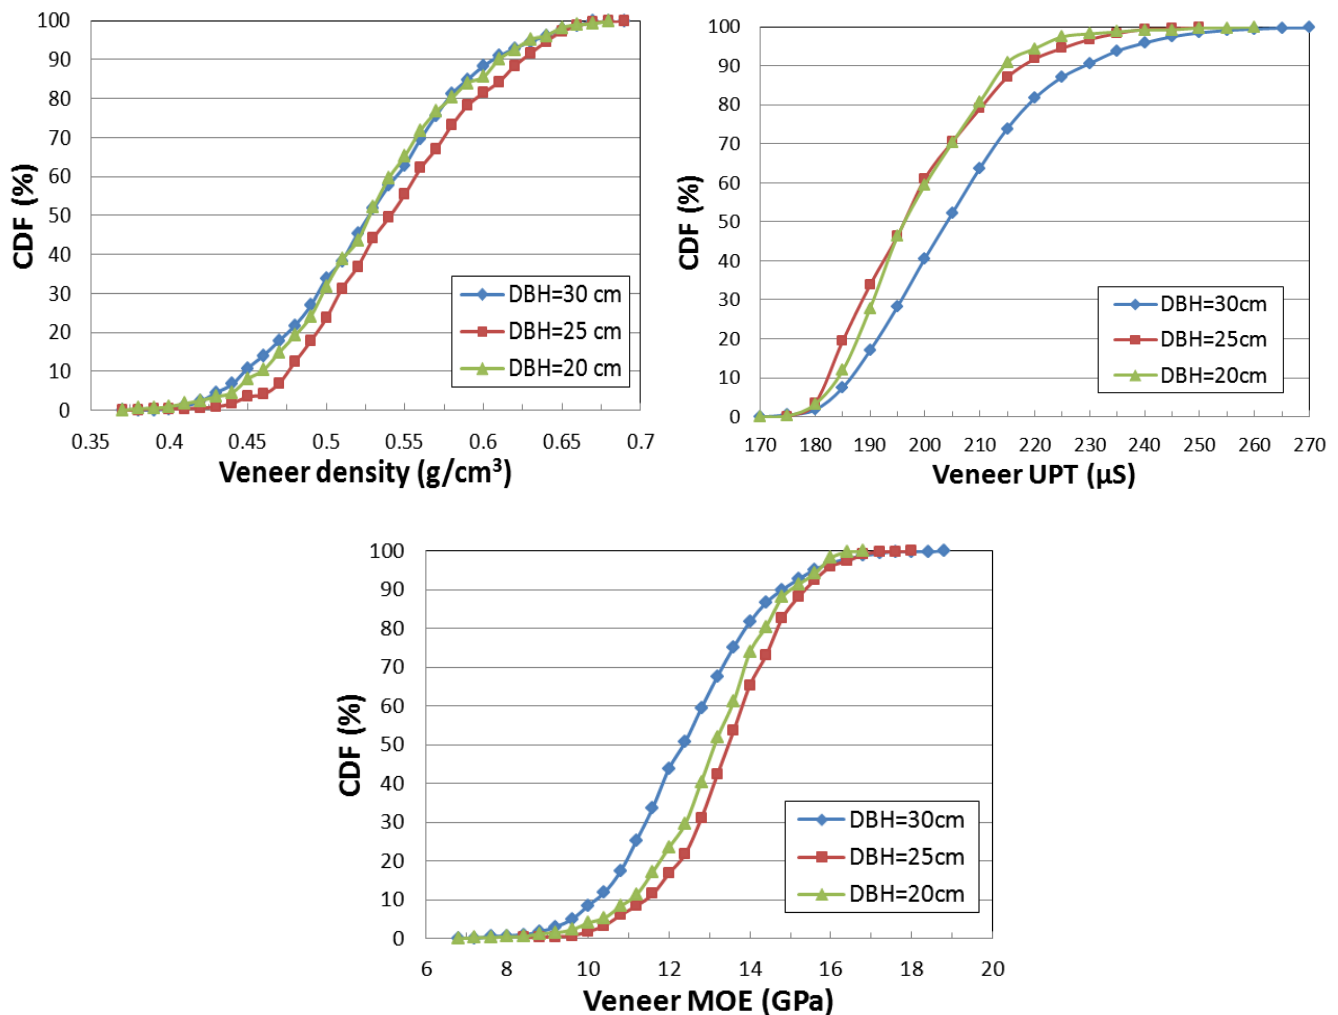 100
90
80
70
60
50
40
30
20
10
0
CDF (%)
DBH=30 cm
DBH=25 cm
DBH=20 cm
0.35 0.4 0.45 0.5 0.55 0.6 0.65 0.7
Veneer density (g/cm³)
100
90
80
70
60
50
40
30
20
10
0
CDF (%)
DBH=30cm
DBH=25cm
DBH=20cm
170 180 190 200 210 220 230 240 250 260 270
Veneer UPT (µS)
100
90
80
70
60
50
40
30
20
10
0
CDF (%)
DBH=30cm
DBH=25cm
DBH=20cm
6 8 10 12 14 16 18 20
Veneer MOE (GPa)